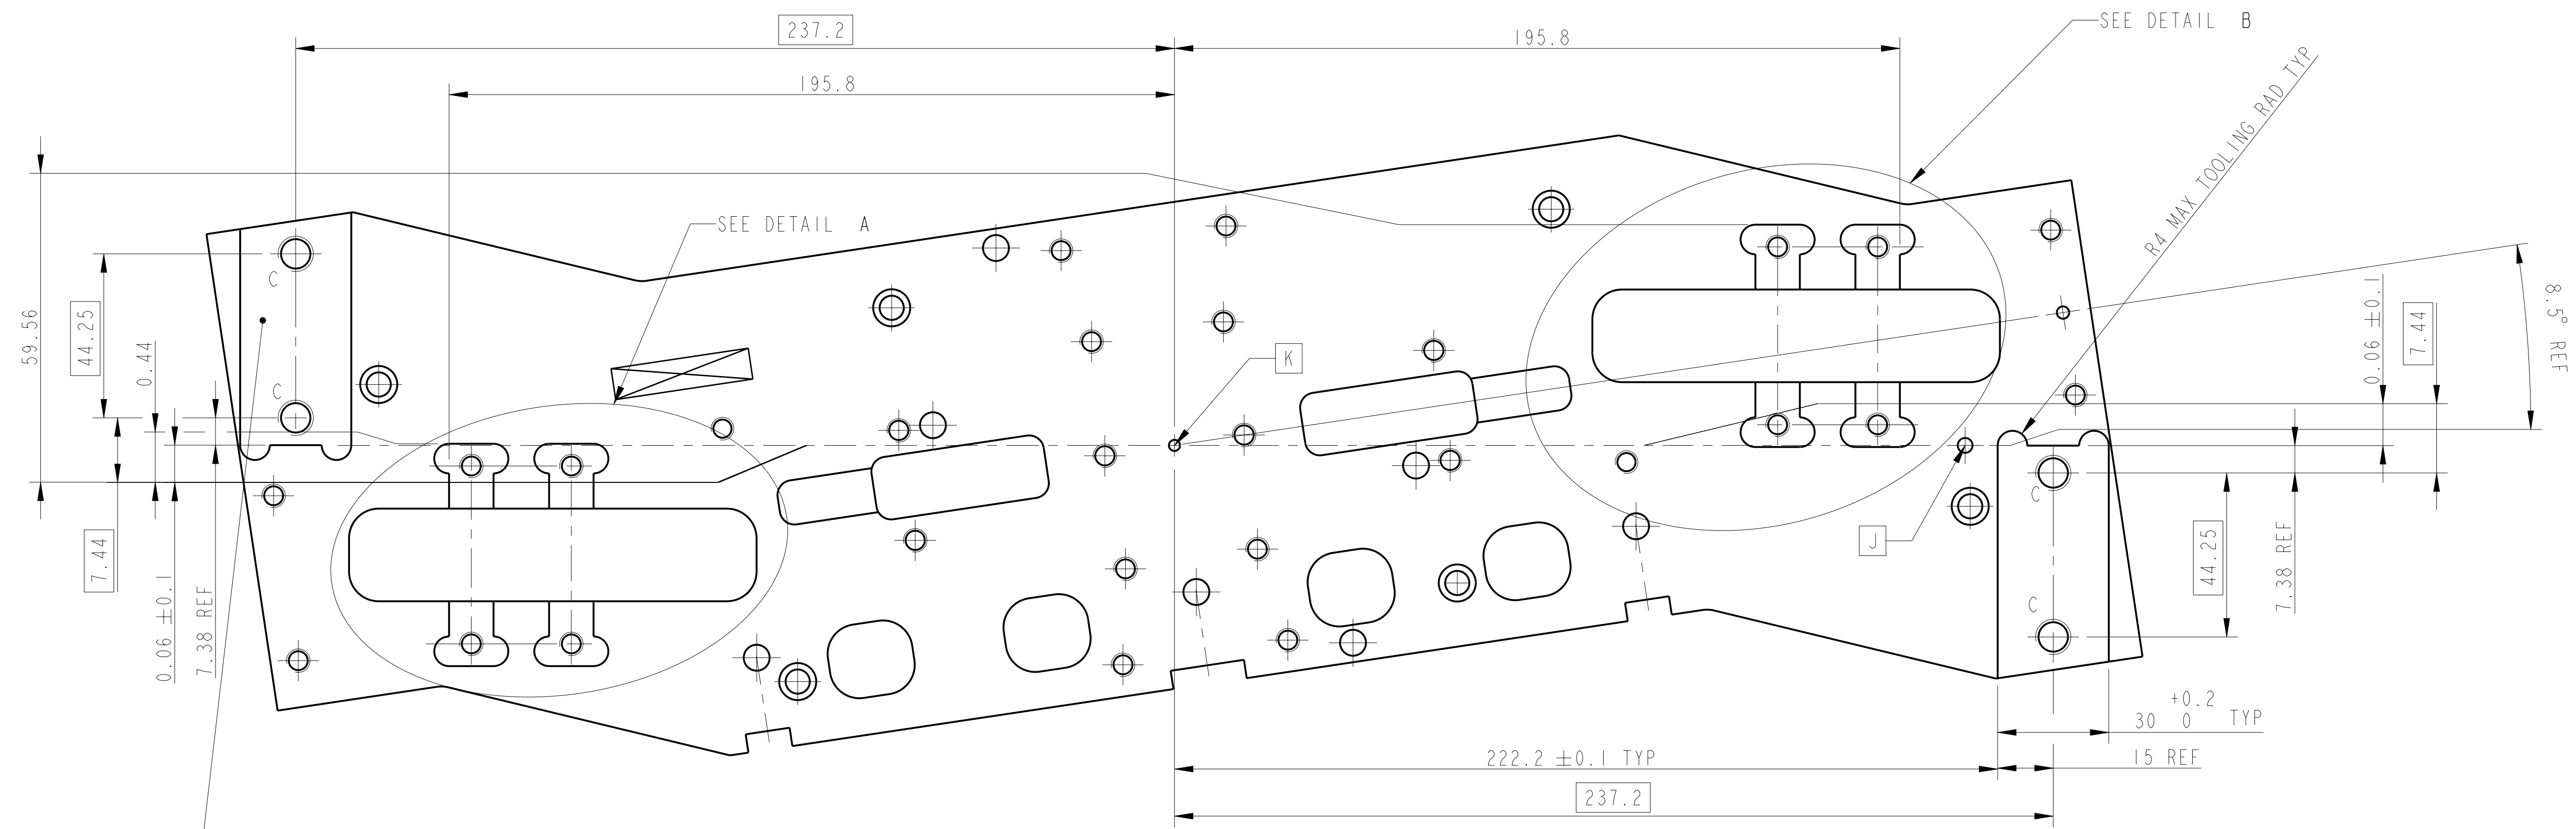 237.2
195.8
SEE DETAIL B
195.8
R4 MAX TOOLING RAD TYP
SEE DETAIL A
59.56
44.25
0.44
C
C
K
0.06 ±0.1
7.44
8.5° REF
7.44
0.06 ±0.1
7.38 REF
J
C
C
44.25
7.38 REF
+0.2
30 0 TYP
222.2 ±0.1 TYP
15 REF
237.2